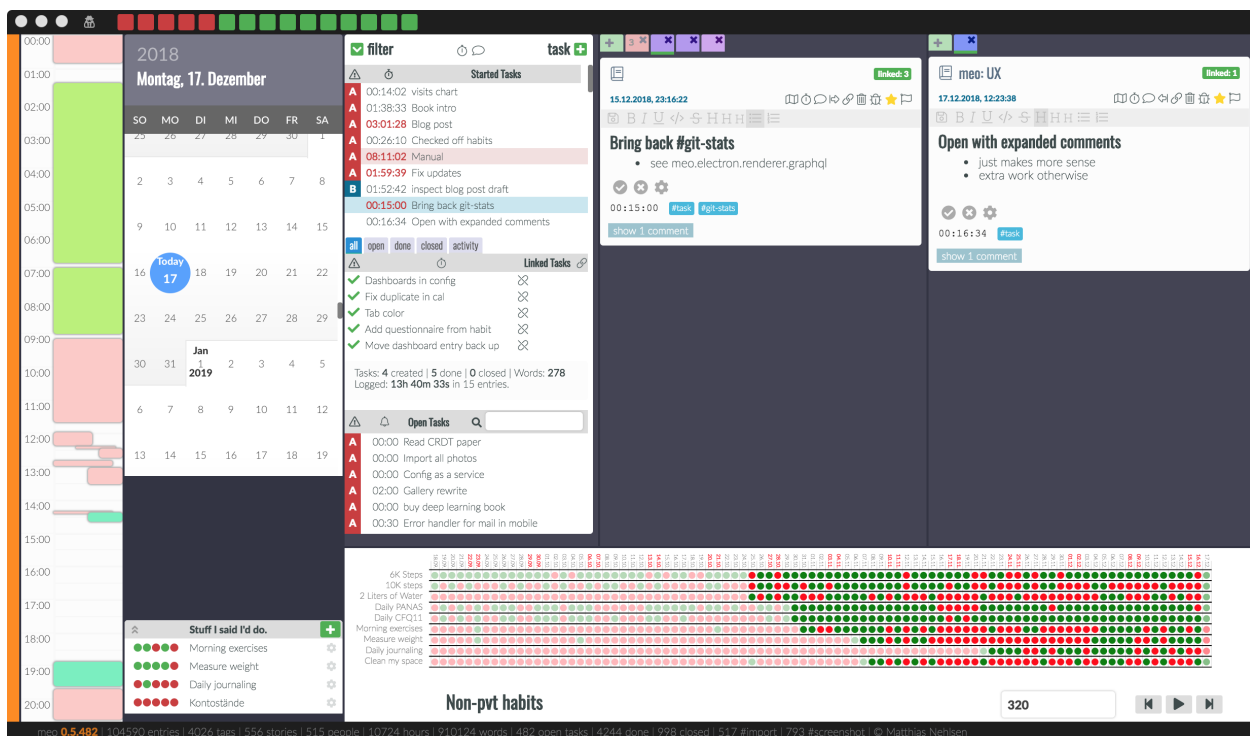 00:00
01:00
02:00
03:00
04:00
05:00
06:00
07:00
08:00
09:00
10:00
11:00
12:00
13:00
14:00
15:00
16:00
17:00
18:00
19:00
20:00
2018
Montag, 17. Dezember
SO MO DI MI DO FR SA
25 26 27 28 29 30 1
2 3 4 5 6 7 8
9 10 11 12 13 14 15
16 Today 17 18 19 20 21 22
23 24 25 26 27 28 29
30 31 Jan 1 2019 2 3 4 5
6 7 8 9 10 11 12
13 14 15 16 17 18 19
Stuff I said I'd do.
Morning exercises
Measure weight
Daily journaling
Kontostände
filter task
Started Tasks
A 00:14:02 visits chart
A 01:38:33 Book intro
A 03:01:28 Blog post
A 00:26:10 Checked off habits
A 08:11:02 Manual
A 01:59:39 Fix updates
B 01:52:42 inspect blog post draft
00:15:00 Bring back git-stats
00:16:34 Open with expanded comments
all open done closed activity
Linked Tasks
Dashboards in config
Fix duplicate in cal
Tab color
Add questionnaire from habit
Move dashboard entry back up
Tasks: 4 created | 5 done | 0 closed | Words: 278
Logged: 13h 40m 33s in 15 entries.
Open Tasks
A 00:00 Read CRDT paper
A 00:00 Import all photos
A 00:00 Config as a service
A 02:00 Gallery rewrite
A 00:00 buy deep learning book
A 00:30 Error handler for mail in mobile
3
linked: 3
15.12.2018, 23:16:22
B I U </> S H H H
Bring back #git-stats
see meo.electron.renderer.graphql
00:15:00 #task #git-stats
show 1 comment
meo: UX linked: 1
17.12.2018, 12:23:38
B I U </> S H H H
Open with expanded comments
just makes more sense
extra work otherwise
00:16:34 #task
show 1 comment
6K Steps
10K steps
2 Liters of Water
Daily PANAS
Daily CFQ11
Morning exercises
Measure weight
Daily journaling
Clean my space
Non-pvt habits
320
meo 0.5.482 | 104590 entries | 4026 tags | 556 stories | 515 people | 10724 hours | 910124 words | 482 open tasks | 4244 done | 998 closed | 517 #import | 793 #screenshot | © Matthias Nehlsen